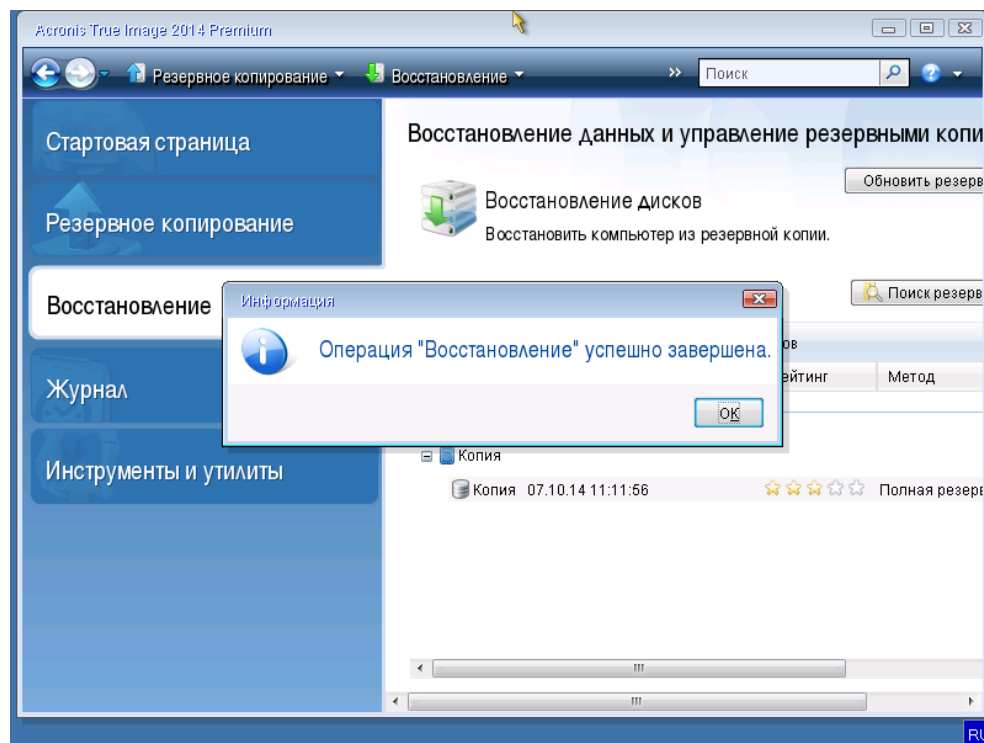 Acronis True Image 2014 Premium
Резервное копирование
Восстановление
»
Поиск
Стартовая страница
Резервное копирование
Восстановление
Журнал
Инструменты и утилиты
Восстановление данных и управление резервными копи
Обновить резерв
Восстановление дисков
Восстановить компьютер из резервной копии.
Поиск резерв
ов
ейтинг Метод
Информация
Операция "Восстановление" успешно завершена.
OK
Копия
Копия 07.10.14 11:11:56 Полная резерв
RU